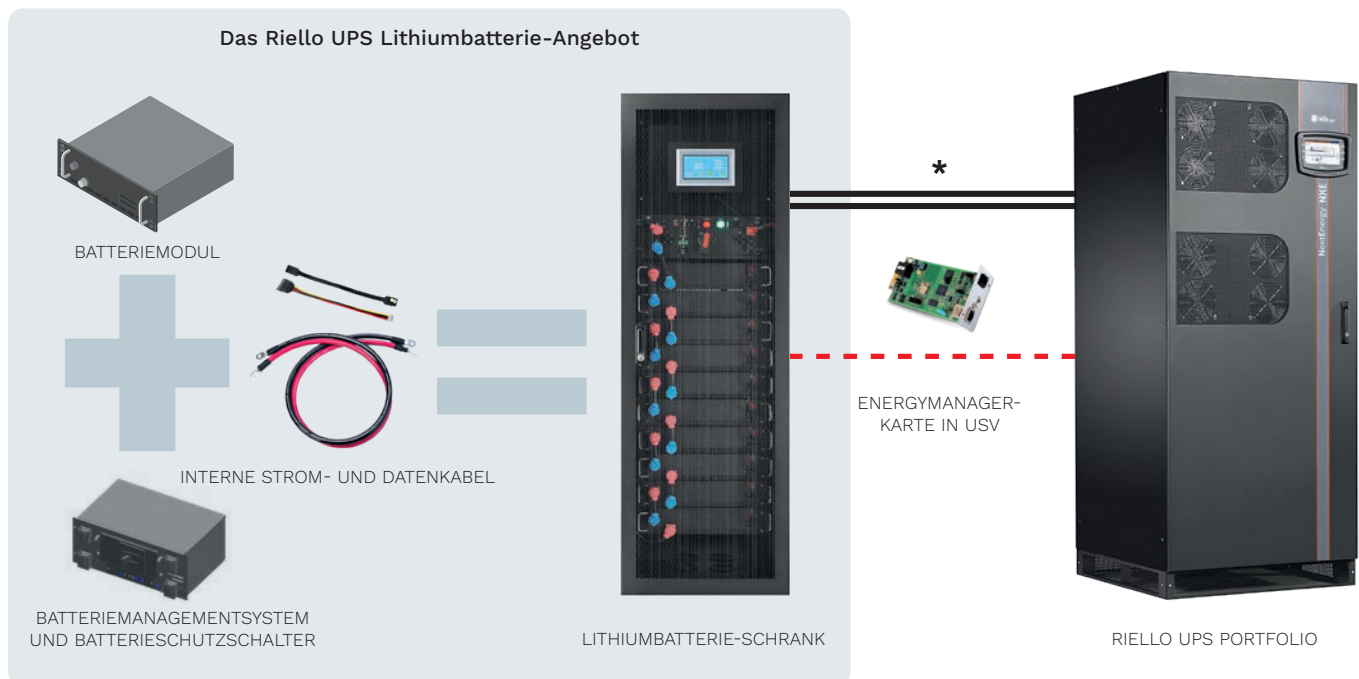 Das Riello UPS Lithiumbatterie-Angebot
BATTERIEMODUL
INTERNE STROM- UND DATENKABEL
BATTERIEMANAGEMENTSYSTEM
UND BATTERIESCHUTZSCHALTER
LITHIUMBATTERIE-SCHRANK
*
ENERGYMANAGER-
KARTE IN USV
NextEnergy NXE
RIELLO UPS PORTFOLIO